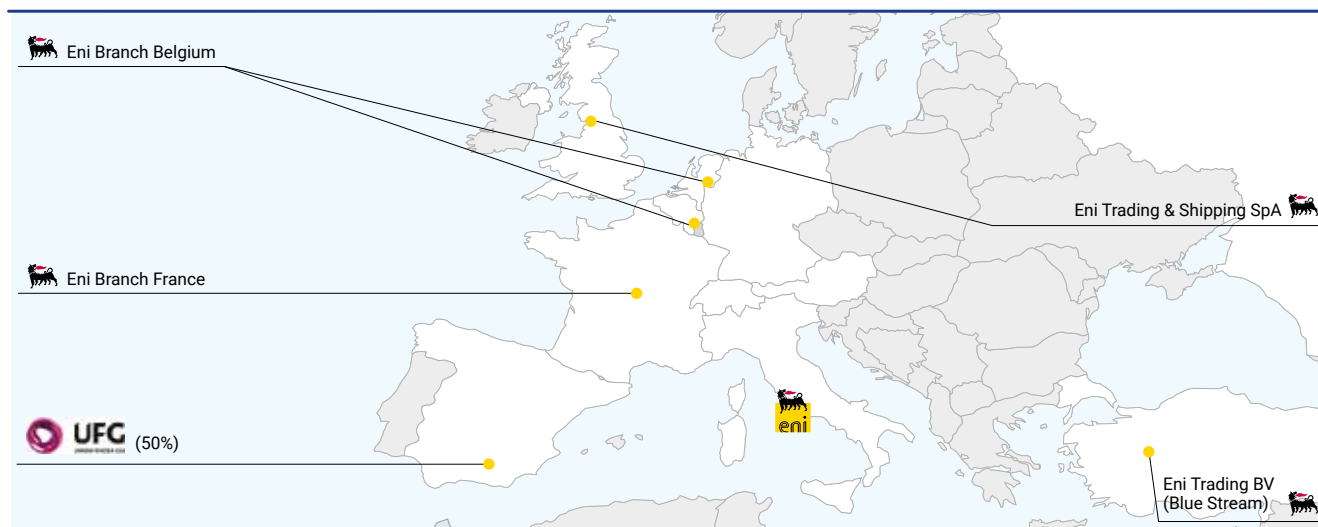 Eni Branch Belgium
Eni Trading & Shipping SpA
Eni Branch France
eni
UFG (50%)
Eni Trading BV
(Blue Stream)